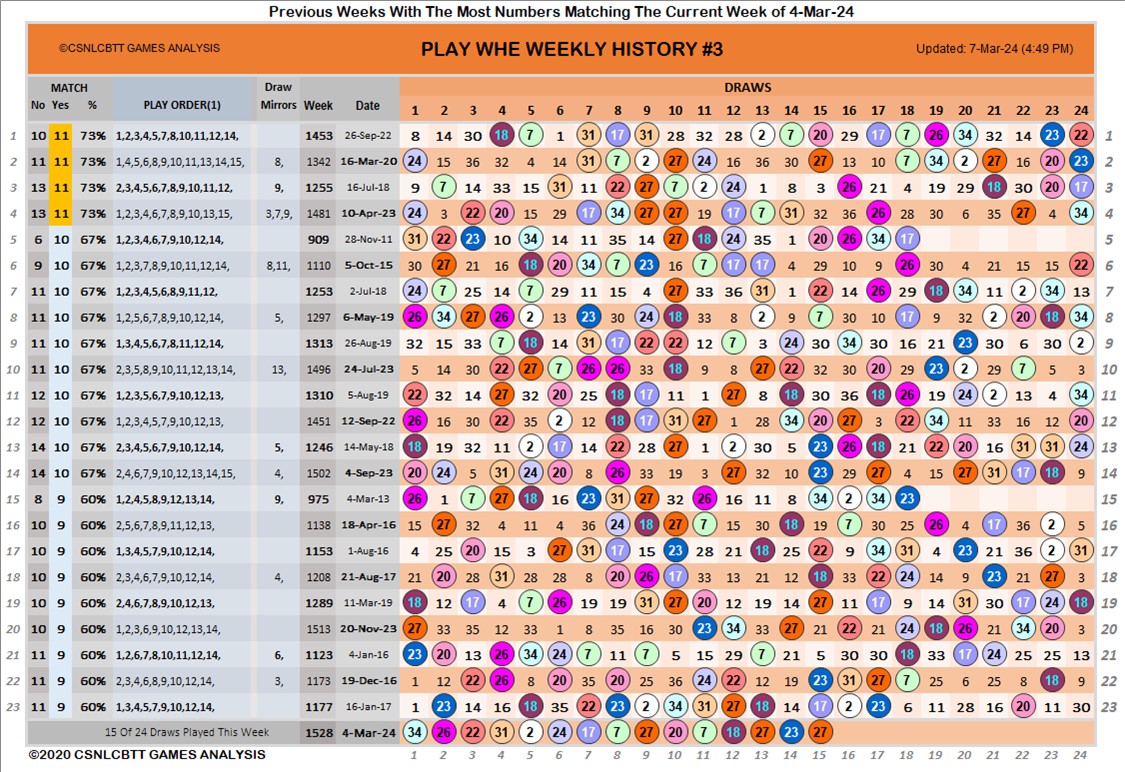 Previous Weeks With The Most Numbers Matching The Current Week of 4-Mar-24
©CSNLCBTT GAMES ANALYSIS PLAY WHE WEEKLY HISTORY #3 Updated: 7-Mar-24 (4:49 PM)
MATCH Draw DRAWS
No Yes % PLAY ORDER(1) Mirrors Week Date 1 2 3 4 5 6 7 8 9 10 11 12 13 14 15 16 17 18 19 20 21 22 23 24
1 10 11 73% 1,2,3,4,5,7,8,10,11,12,14, 1453 26-Sep-22 8 14 30 18 7 1 31 17 31 28 32 28 2 7 20 29 17 7 26 34 32 14 23 22 1
2 11 11 73% 1,4,5,6,8,9,10,11,13,14,15, 8, 1342 16-Mar-20 24 15 36 32 4 14 31 7 2 27 24 16 36 30 27 13 10 7 34 2 27 16 20 23 2
3 13 11 73% 2,3,4,5,6,7,8,9,10,11,12, 9, 1255 16-Jul-18 9 7 14 33 15 31 11 22 27 7 2 24 1 8 3 26 21 4 19 29 18 30 20 17 3
4 13 11 73% 1,2,3,4,6,7,8,9,10,13,15, 3,7,9, 1481 10-Apr-23 24 3 22 20 15 29 17 34 27 27 19 17 7 31 32 36 26 28 30 6 35 22 4 34 4
5 6 10 67% 1,2,3,4,6,7,9,10,12,14, 909 28-Nov-11 31 22 23 10 34 14 11 35 14 27 18 24 35 1 20 26 34 17 5
6 9 10 67% 1,2,3,7,8,9,10,11,12,14, 8,11, 1110 5-Oct-15 30 27 21 16 18 20 34 7 23 16 7 17 17 4 29 10 9 26 30 4 21 15 15 22 6
7 11 10 67% 1,2,3,4,5,6,8,9,11,12, 1253 2-Jul-18 24 7 25 14 7 29 11 15 4 27 33 36 31 1 22 14 26 29 18 34 11 2 34 13 7
8 11 10 67% 1,2,5,6,7,8,9,10,12,14, 5, 1297 6-May-19 26 34 27 26 2 13 23 30 24 18 33 8 2 9 7 30 10 17 9 32 2 20 18 34 8
9 11 10 67% 1,3,4,5,6,7,8,11,12,14, 1313 26-Aug-19 32 15 33 7 18 14 31 17 22 22 12 7 3 24 30 34 30 16 21 23 30 6 30 2 9
10 11 10 67% 2,3,5,8,9,10,11,12,13,14, 13, 1496 24-Jul-23 5 14 30 22 27 7 26 26 33 18 9 8 27 22 32 30 20 29 23 2 29 7 5 3 10
11 12 10 67% 1,2,3,4,5,6,7,9,10,12, 1310 5-Aug-19 22 32 14 27 32 20 11 18 17 11 1 27 8 18 30 36 18 26 19 24 2 13 4 34 11
12 12 10 67% 1,2,3,4,5,7,9,10,12,13, 1451 12-Sep-22 26 16 30 22 35 2 12 18 17 31 27 1 28 34 20 27 3 22 34 11 33 16 12 20 12
13 14 10 67% 1,2,3,4,5,6,7,10,12,14, 5, 1246 14-May-18 18 19 32 11 2 17 14 22 28 27 1 2 30 5 23 26 18 21 22 20 16 31 31 24 13
14 14 10 67% 2,4,6,7,9,10,12,13,14,15, 4, 1502 4-Sep-23 20 24 5 31 24 20 8 26 33 19 3 27 32 10 23 29 27 4 15 27 31 17 18 9 14
15 8 9 60% 1,2,4,5,8,9,12,13,14, 9, 975 4-Mar-13 26 1 7 27 18 16 23 31 27 32 26 16 11 8 34 2 34 23 15
16 10 9 60% 2,5,6,7,8,9,11,12,13, 1138 18-Apr-16 15 27 32 4 11 4 36 24 18 27 7 15 30 18 19 7 30 25 26 4 17 36 2 5 16
17 10 9 60% 1,3,4,5,7,9,10,12,14, 1153 1-Aug-16 4 25 20 15 3 27 31 17 15 23 28 21 18 25 22 9 34 31 4 23 21 36 2 31 17
18 10 9 60% 2,3,4,6,7,9,10,12,14, 4, 1208 21-Aug-17 21 20 28 31 28 28 8 20 26 17 33 13 21 12 18 33 22 24 14 9 23 21 27 3 18
19 10 9 60% 2,4,6,7,8,9,10,12,13, 1289 11-Mar-19 18 12 17 4 7 26 19 19 31 27 20 12 19 14 27 11 17 9 14 31 30 17 24 18 19
20 10 9 60% 1,2,3,6,9,10,12,13,14, 1513 20-Nov-23 27 33 35 12 33 1 8 35 16 30 23 34 33 27 21 22 21 24 18 26 21 34 20 3 20
21 11 9 60% 1,2,6,7,8,10,11,12,14, 6, 1123 4-Jan-16 23 20 13 26 34 24 7 11 7 5 15 29 7 21 5 30 30 18 33 17 24 25 25 13 21
22 11 9 60% 2,3,4,6,9,10,12,13,14, 3, 1173 19-Dec-16 1 12 22 26 8 20 35 20 25 36 24 22 12 19 23 31 27 7 25 6 25 8 18 9 22
23 11 9 60% 1,3,4,5,7,9,10,12,14, 1177 16-Jan-17 1 23 14 16 18 35 22 23 2 34 31 27 18 14 17 2 23 6 11 28 16 20 11 30 23
15 Of 24 Draws Played This Week 1528 4-Mar-24 34 26 22 31 2 24 17 7 27 20 7 18 27 23 27
©2020 CSNLCBTT GAMES ANALYSIS 1 2 3 4 5 6 7 8 9 10 11 12 13 14 15 16 17 18 19 20 21 22 23 24